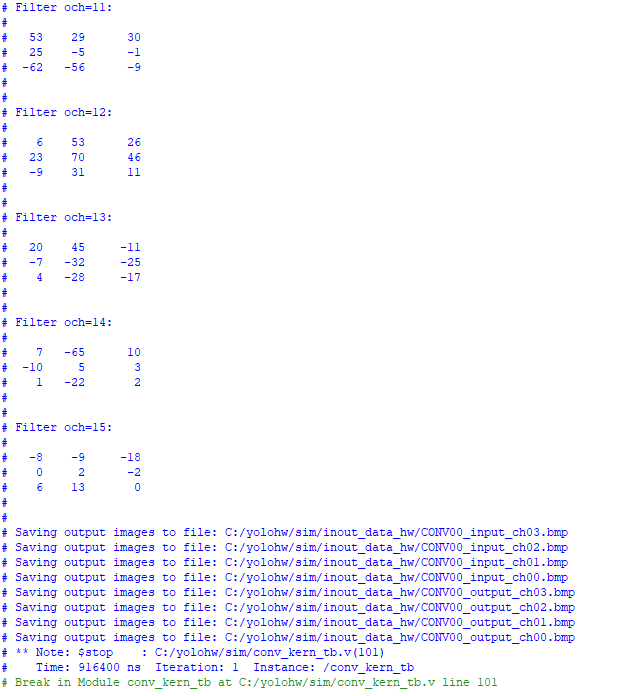 # Filter och=11:
#
#   53    29      30
#   25    -5      -1
#  -62   -56      -9
#
#
# Filter och=12:
#
#    6    53      26
#   23    70      46
#   -9    31      11
#
#
# Filter och=13:
#
#   20    45     -11
#   -7   -32     -25
#    4   -28     -17
#
#
# Filter och=14:
#
#    7   -65      10
#  -10     5       3
#    1   -22       2
#
#
# Filter och=15:
#
#   -8    -9     -18
#    0     2      -2
#    6    13       0
#
#
# Saving output images to file: C:/yolohw/sim/inout_data_hw/CONV00_input_ch03.bmp
# Saving output images to file: C:/yolohw/sim/inout_data_hw/CONV00_input_ch02.bmp
# Saving output images to file: C:/yolohw/sim/inout_data_hw/CONV00_input_ch01.bmp
# Saving output images to file: C:/yolohw/sim/inout_data_hw/CONV00_input_ch00.bmp
# Saving output images to file: C:/yolohw/sim/inout_data_hw/CONV00_output_ch03.bmp
# Saving output images to file: C:/yolohw/sim/inout_data_hw/CONV00_output_ch02.bmp
# Saving output images to file: C:/yolohw/sim/inout_data_hw/CONV00_output_ch01.bmp
# Saving output images to file: C:/yolohw/sim/inout_data_hw/CONV00_output_ch00.bmp
# ** Note: $stop    : C:/yolohw/sim/conv_kern_tb.v(101)
#    Time: 916400 ns  Iteration: 1  Instance: /conv_kern_tb
# Break in Module conv_kern_tb at C:/yolohw/sim/conv_kern_tb.v line 101